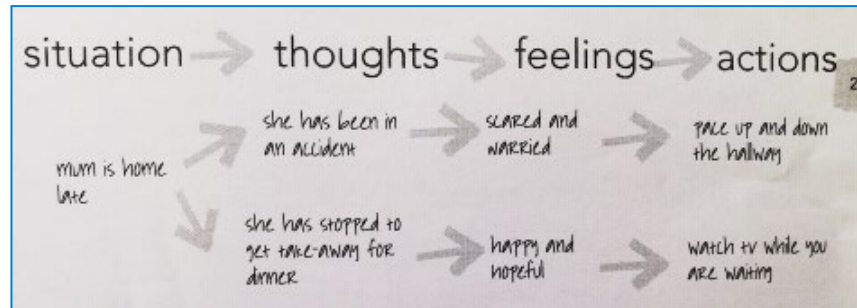 situation thoughts feelings actions
2
she has been in
an accident
scared and
warried
pace up and down
the hallway
mum is home
late
she has stopped to
get take-away for
dinner
happy and
hopeful
watch tv while you
are waiting